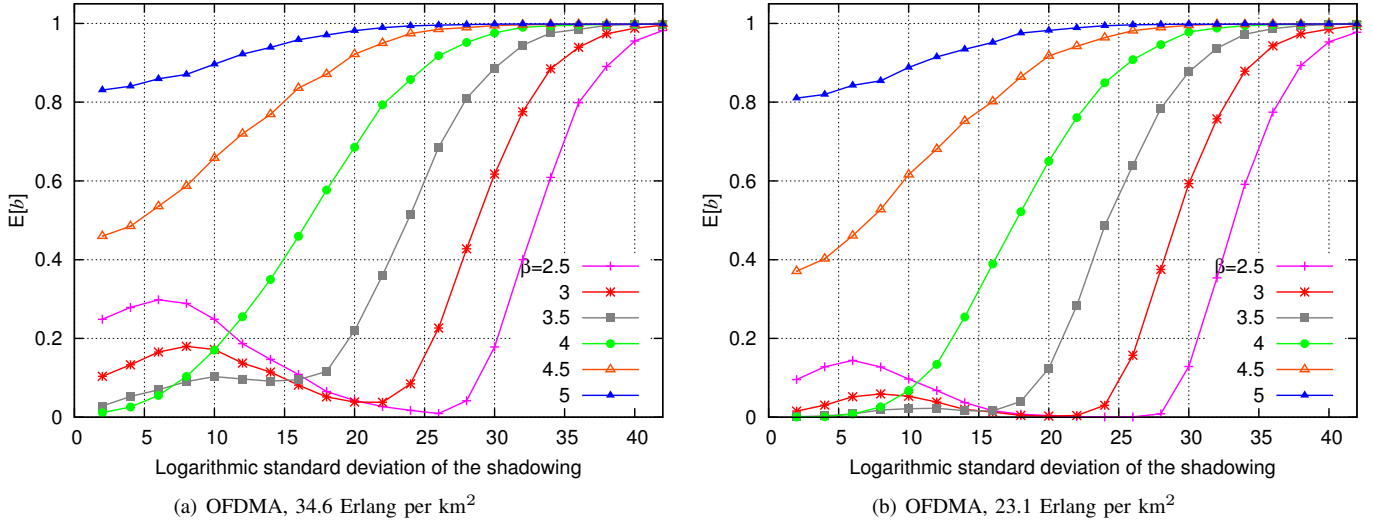 1
0.8
0.6
0.4
0.2
0
E[b]
0 5 10 15 20 25 30 35 40
Logarithmic standard deviation of the shadowing
β=2.5
3
3.5
4
4.5
5
(a) OFDMA, 34.6 Erlang per km²
1
0.8
0.6
0.4
0.2
0
E[b]
0 5 10 15 20 25 30 35 40
Logarithmic standard deviation of the shadowing
β=2.5
3
3.5
4
4.5
5
(b) OFDMA, 23.1 Erlang per km²